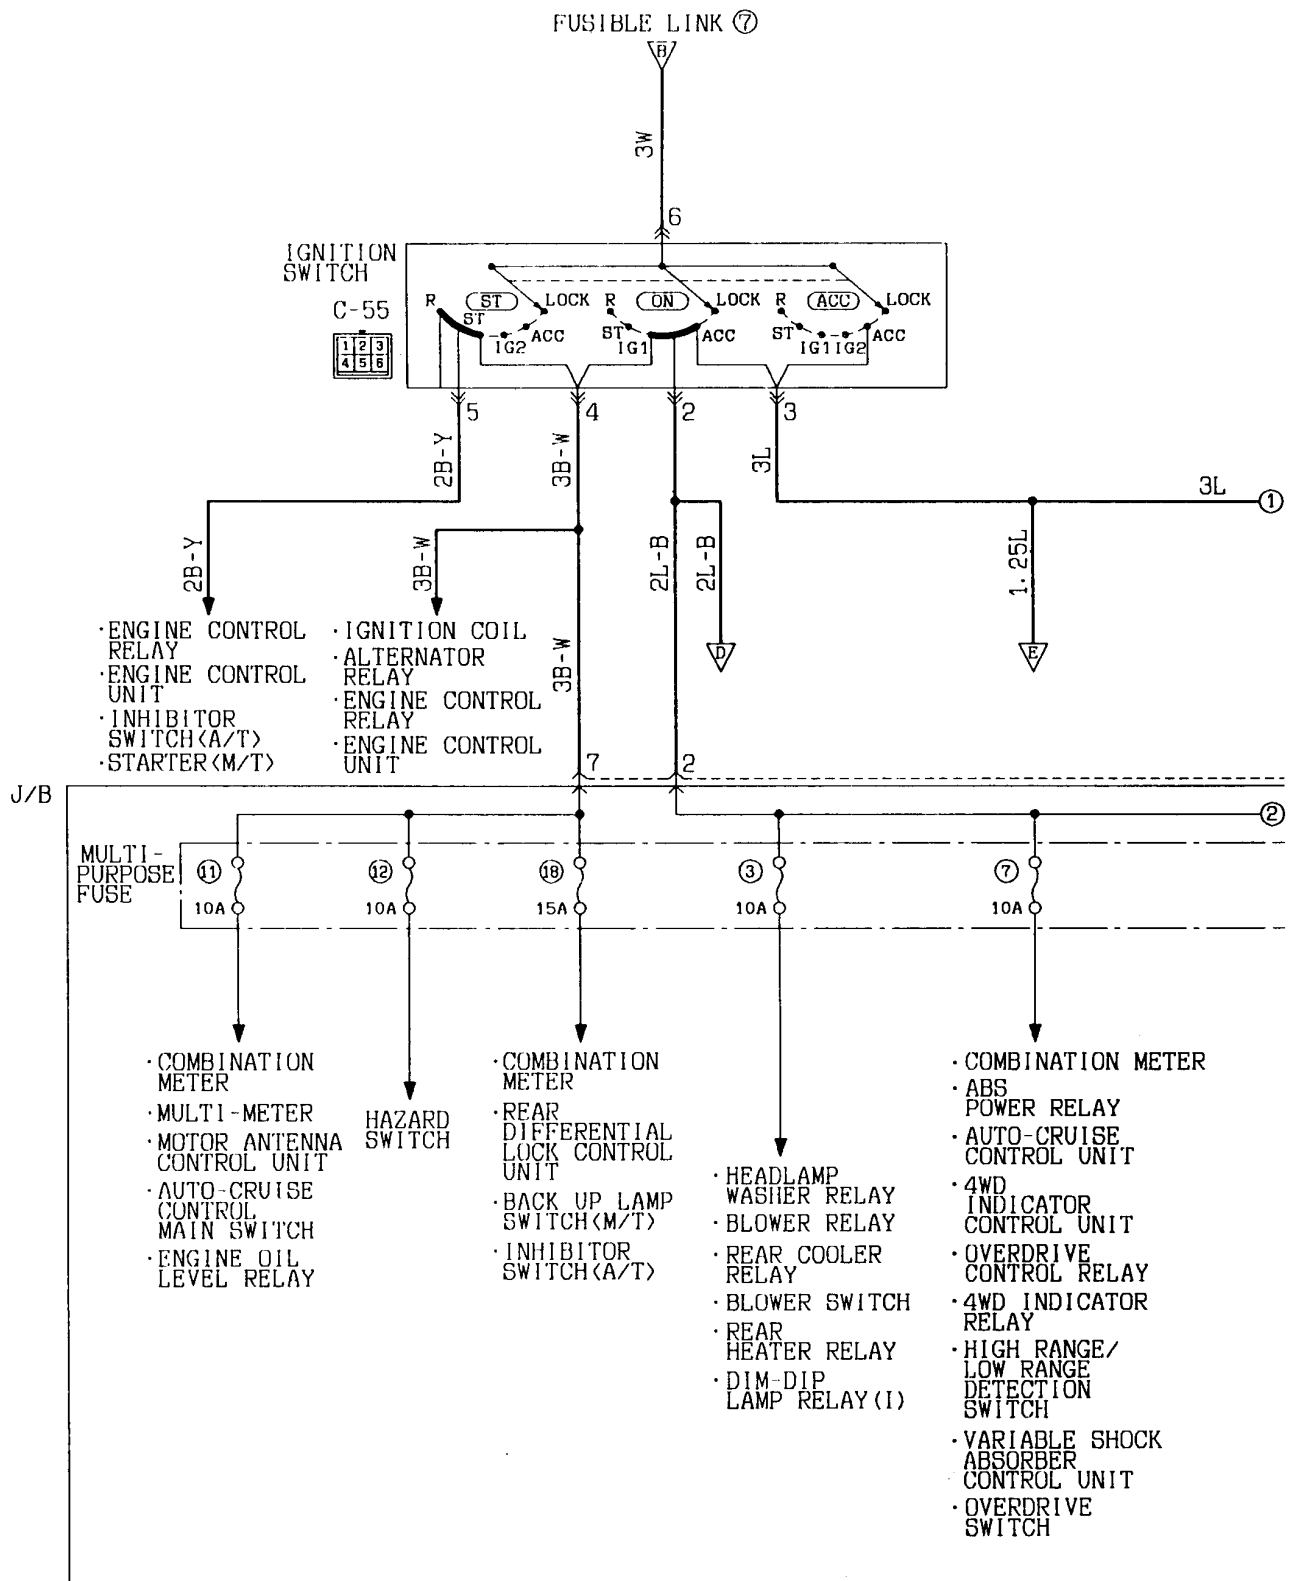 FUSIBLE LINK ⑦
B
3W
6
IGNITION
SWITCH
C-55
1 2 3
4 5 6
R ST LOCK
ST
IG2 ACC
R ON LOCK
ST
IG1 ACC
R ACC LOCK
ST
IG1 IG2 ACC
5 4 2 3
2B-Y 3B-W 3L
3L ①
2B-Y 3B-W 2L-B 2L-B 1.25L
3B-W
D E
·ENGINE CONTROL
RELAY
·ENGINE CONTROL
UNIT
·INHIBITOR
SWITCH<A/T>
·STARTER<M/T>
·IGNITION COIL
·ALTERNATOR
RELAY
·ENGINE CONTROL
RELAY
·ENGINE CONTROL
UNIT
7 2
J/B
②
MULTI-
PURPOSE
FUSE
⑪ ⑫ ⑱ ③ ⑦
10A 10A 15A 10A 10A
·COMBINATION
METER
·MULTI-METER
·MOTOR ANTENNA
CONTROL UNIT
·AUTO-CRUISE
CONTROL
MAIN SWITCH
·ENGINE OIL
LEVEL RELAY
HAZARD
SWITCH
·COMBINATION
METER
·REAR
DIFFERENTIAL
LOCK CONTROL
UNIT
·BACK UP LAMP
SWITCH<M/T>
·INHIBITOR
SWITCH<A/T>
·HEADLAMP
WASHER RELAY
·BLOWER RELAY
·REAR COOLER
RELAY
·BLOWER SWITCH
·REAR
HEATER RELAY
·DIM-DIP
LAMP RELAY(I)
·COMBINATION METER
·ABS
POWER RELAY
·AUTO-CRUISE
CONTROL UNIT
·4WD
INDICATOR
CONTROL UNIT
·OVERDRIVE
CONTROL RELAY
·4WD INDICATOR
RELAY
·HIGH RANGE/
LOW RANGE
DETECTION
SWITCH
·VARIABLE SHOCK
ABSORBER
CONTROL UNIT
·OVERDRIVE
SWITCH